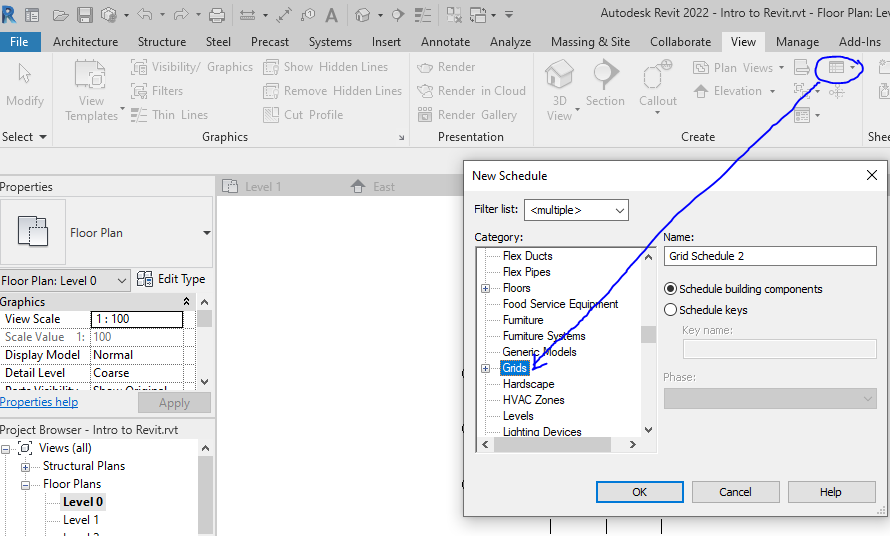 Autodesk Revit 2022 - Intro to Revit.rvt - Floor Plan: Leve
File Architecture Structure Steel Precast Systems Insert Annotate Analyze Massing & Site Collaborate View Manage Add-Ins
Modify
View
Templates
Visibility/ Graphics
Filters
Thin Lines
Show Hidden Lines
Remove Hidden Lines
Cut Profile
Render
Render in Cloud
Render Gallery
3D
View
Section
Callout
Plan Views
Elevation
Select Graphics Presentation Create Sheet
Properties
Level 1 East
Floor Plan
Floor Plan: Level 0 Edit Type
Graphics
View Scale 1 : 100
Scale Value 1: 100
Display Model Normal
Detail Level Coarse
Parts Visibility Show Original
Properties help Apply
Project Browser - Intro to Revit.rvt
Views (all)
Structural Plans
Floor Plans
Level 0
Level 1
Level 2
New Schedule
Filter list: <multiple>
Category:
Flex Ducts
Flex Pipes
Floors
Food Service Equipment
Furniture
Furniture Systems
Generic Models
Grids
Hardscape
HVAC Zones
Levels
Lighting Devices
Name:
Grid Schedule 2
Schedule building components
Schedule keys
Key name:
Phase:
OK Cancel Help